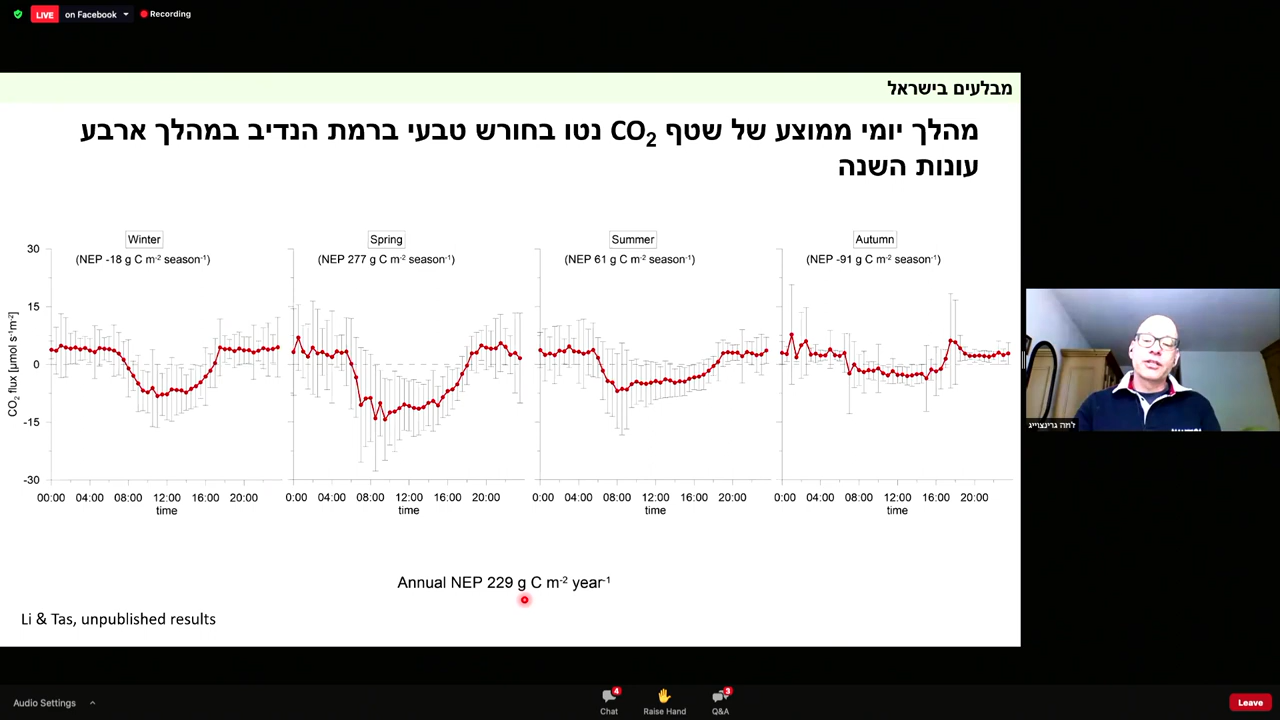 LIVE on Facebook Recording
מבלעים בישראל
מהלך יומי ממוצע של שטף CO2 נטו בחורש טבעי ברמת הנדיב במהלך ארבע
עונות השנה
Winter
(NEP -18 g C m-2 season-1)
Spring
(NEP 277 g C m-2 season-1)
Summer
(NEP 61 g C m-2 season-1)
Autumn
(NEP -91 g C m-2 season-1)
CO2 flux [µmol s-1m-2]
30
15
0
-15
-30
00:00 04:00 08:00 12:00 16:00 20:00
time
0:00 04:00 08:00 12:00 16:00 20:00
time
0:00 04:00 08:00 12:00 16:00 20:00
time
0:00 04:00 08:00 12:00 16:00 20:00
time
Annual NEP 229 g C m-2 year-1
Li & Tas, unpublished results
למה גרינצוייג
Audio Settings
4
Chat
Raise Hand
3
Q&A
Leave